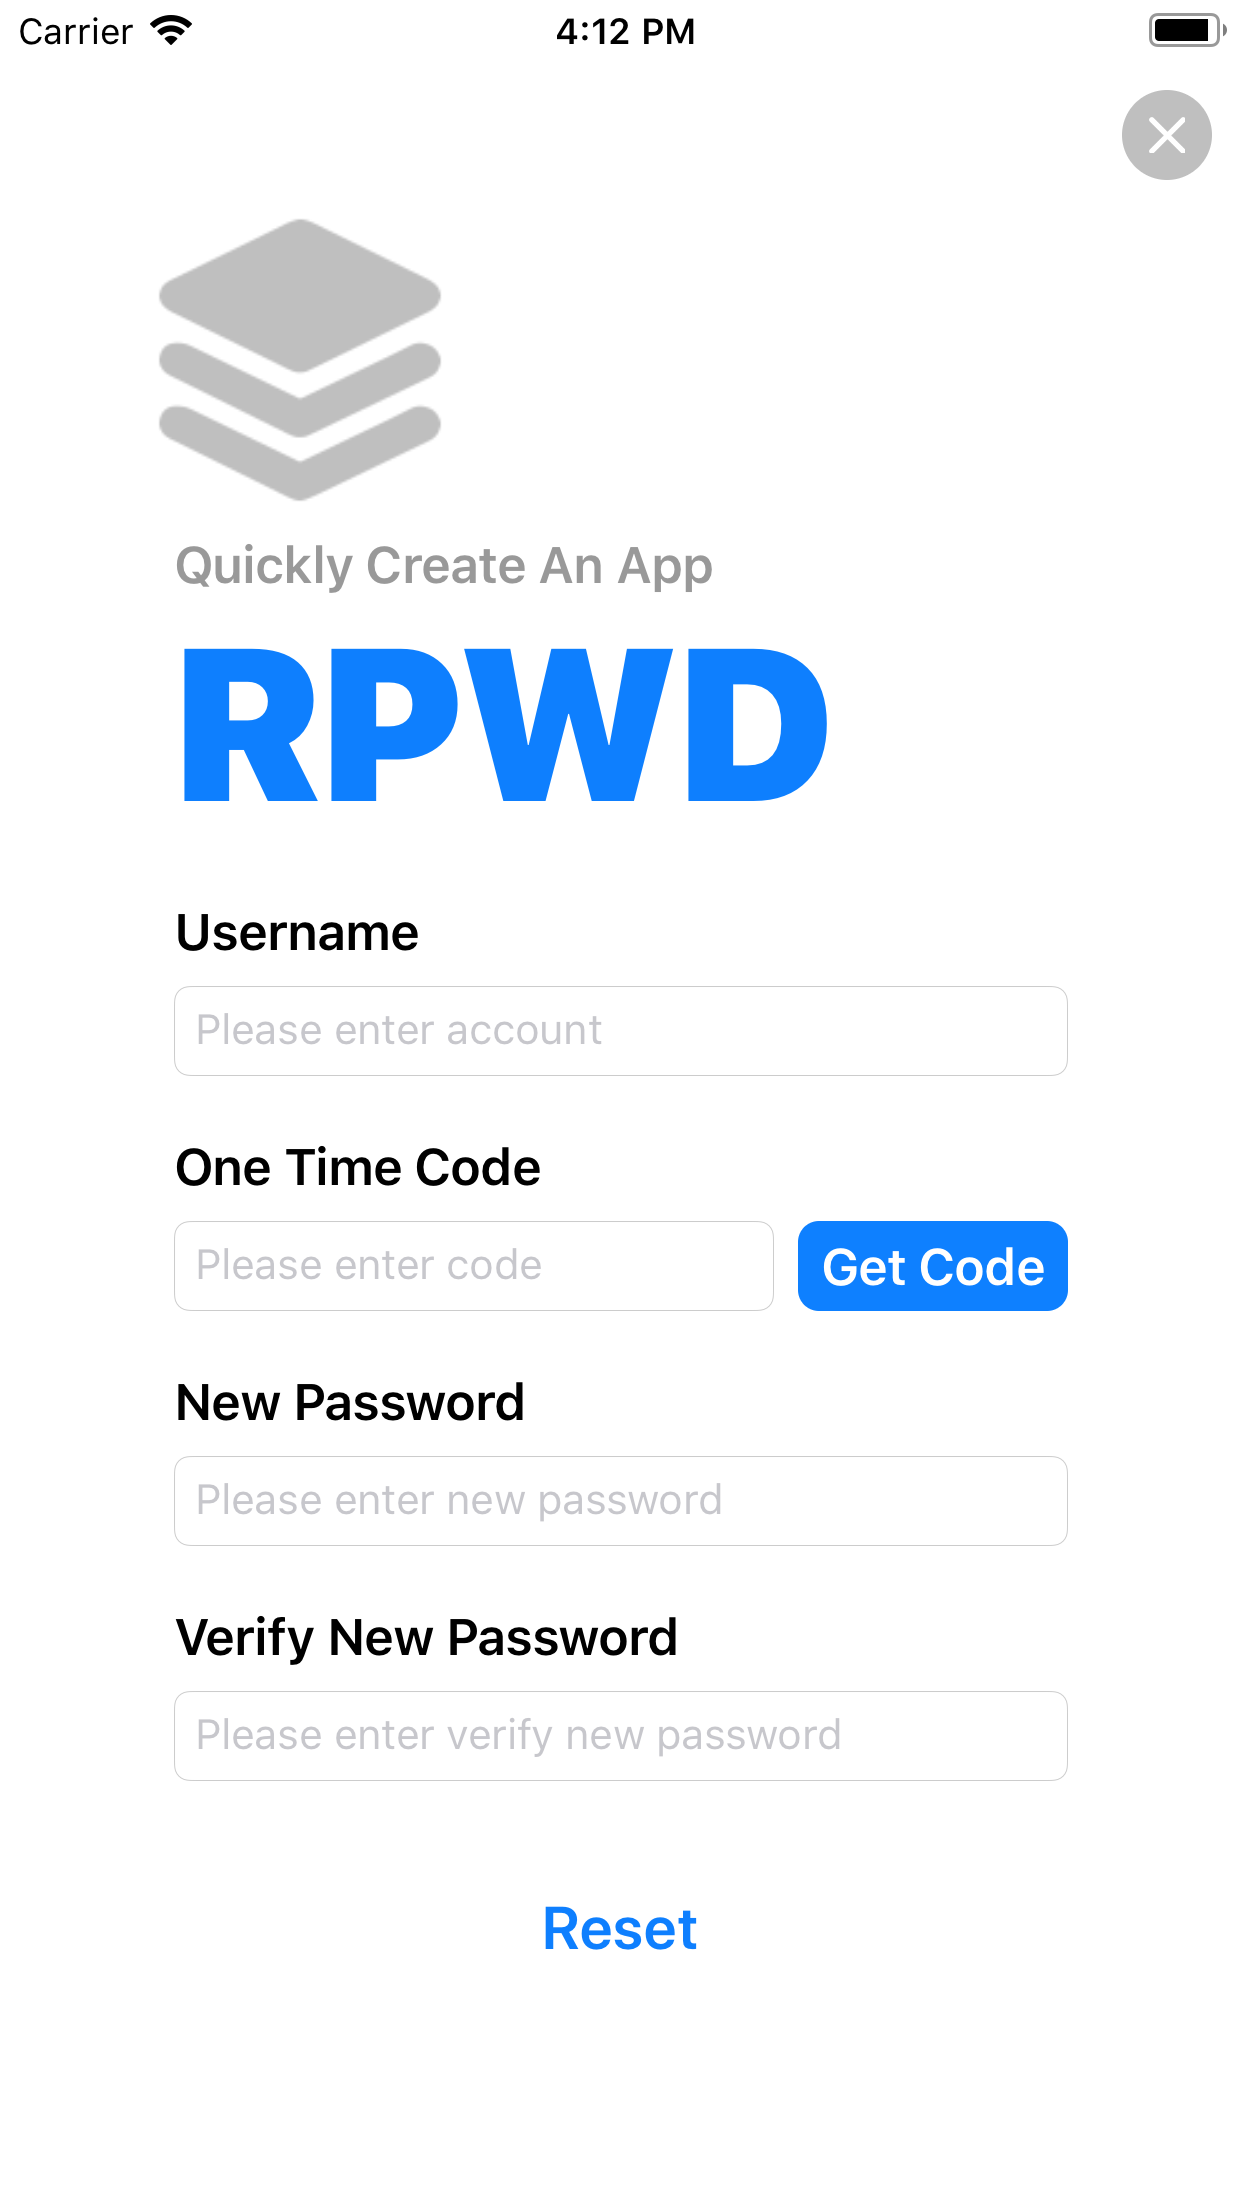 Carrier 4:12 PM
Quickly Create An App
RPWD
Username
Please enter account
One Time Code
Please enter code Get Code
New Password
Please enter new password
Verify New Password
Please enter verify new password
Reset